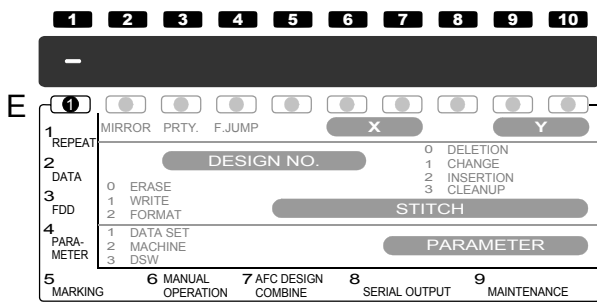 1 2 3 4 5 6 7 8 9 10
–
E
1
MIRROR PRTY. F.JUMP X Y
1 REPEAT
DESIGN NO.
0 DELETION
1 CHANGE
2 INSERTION
3 CLEANUP
2 DATA
0 ERASE
1 WRITE
2 FORMAT
3 FDD
STITCH
1 DATA SET
2 MACHINE
3 DSW
4 PARA-
METER
PARAMETER
5 MARKING
6 MANUAL
OPERATION
7 AFC DESIGN
COMBINE
8 SERIAL OUTPUT
9 MAINTENANCE